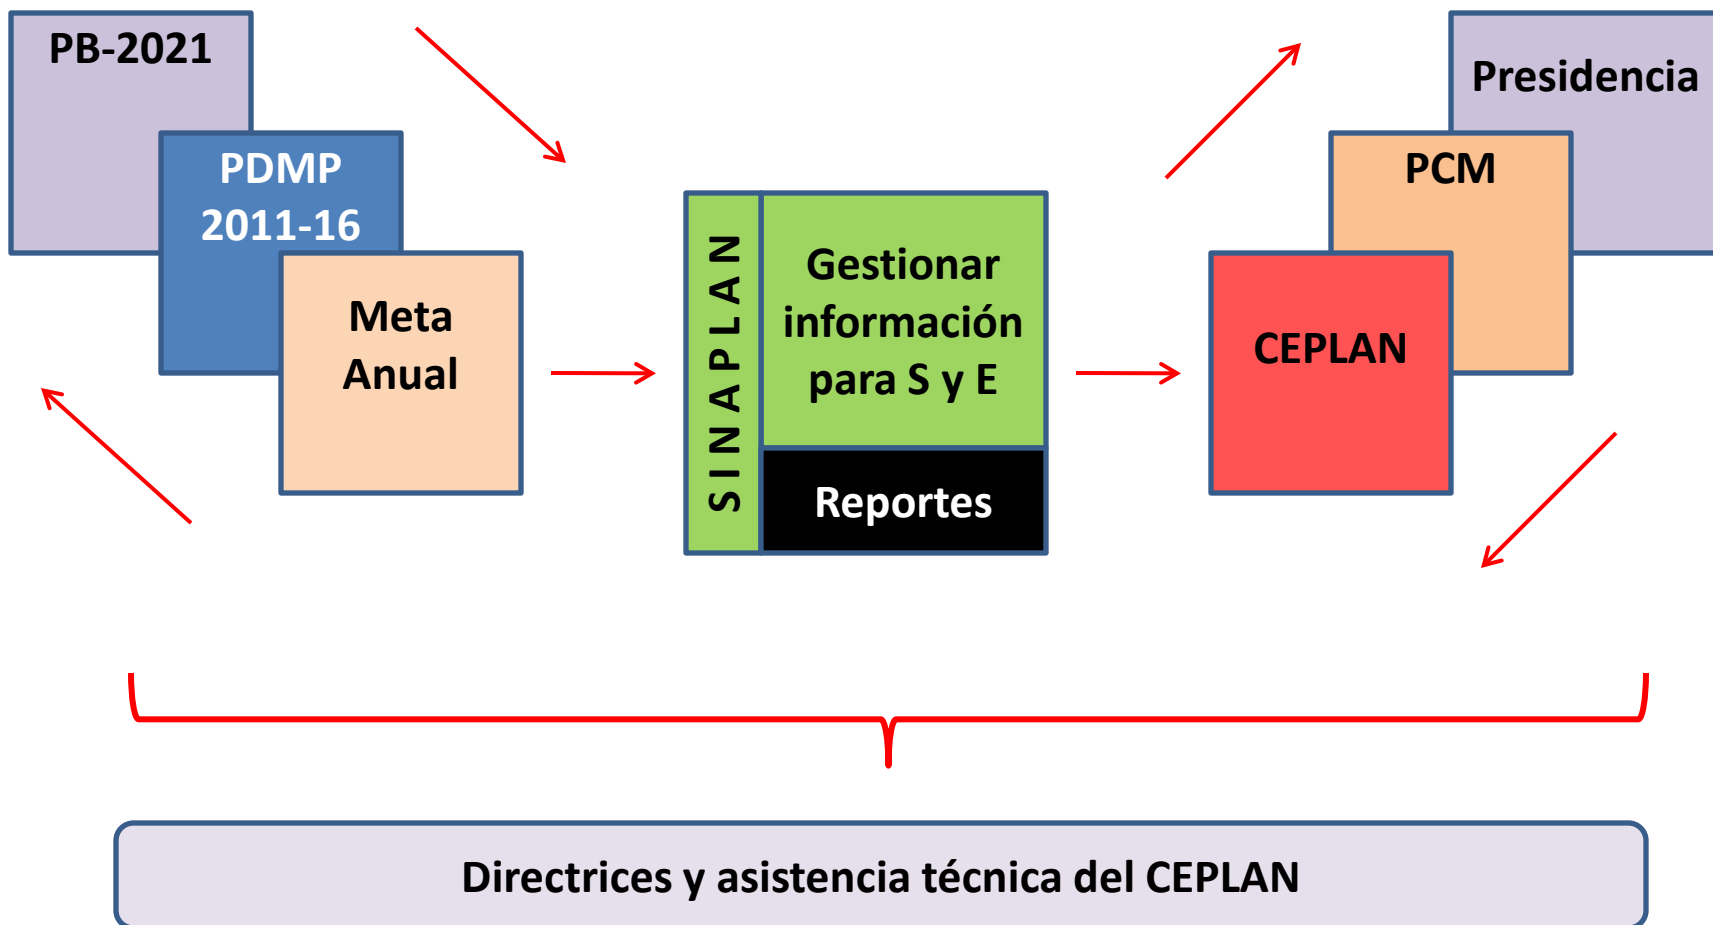 PB-2021
PDMP
2011-16
Meta
Anual
SINAPLAN
Gestionar
información
para S y E
Reportes
Presidencia
PCM
CEPLAN
Directrices y asistencia técnica del CEPLAN